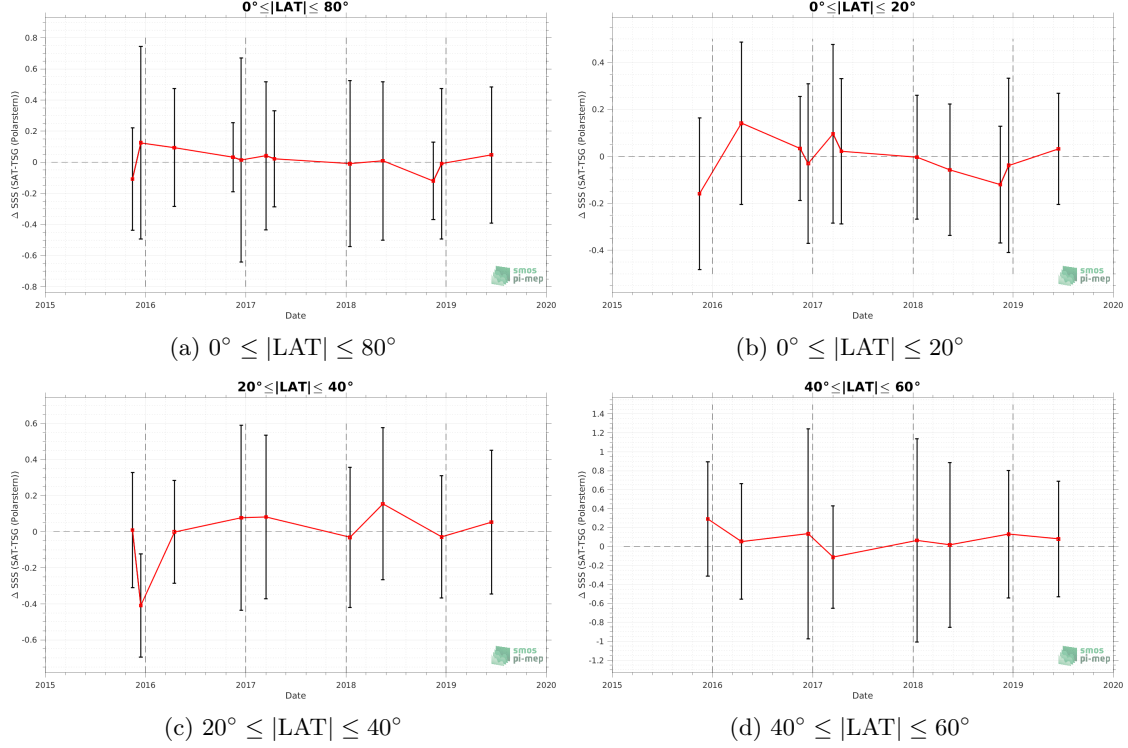 0°≤|LAT|≤ 80°
0.8
0.6
0.4
0.2
0
-0.2
-0.4
-0.6
-0.8
Δ SSS (SAT-TSG (Polarstern))
2015 2016 2017 2018 2019 2020
Date
smos
pi-mep
(a) 0° ≤ |LAT| ≤ 80°
0°≤|LAT|≤ 20°
0.4
0.2
0
-0.2
-0.4
Δ SSS (SAT-TSG (Polarstern))
2015 2016 2017 2018 2019 2020
Date
smos
pi-mep
(b) 0° ≤ |LAT| ≤ 20°
20°≤|LAT|≤ 40°
0.6
0.4
0.2
0
-0.2
-0.4
-0.6
Δ SSS (SAT-TSG (Polarstern))
2015 2016 2017 2018 2019 2020
Date
smos
pi-mep
(c) 20° ≤ |LAT| ≤ 40°
40°≤|LAT|≤ 60°
1.4
1.2
1
0.8
0.6
0.4
0.2
0
-0.2
-0.4
-0.6
-0.8
-1
-1.2
Δ SSS (SAT-TSG (Polarstern))
2015 2016 2017 2018 2019 2020
Date
smos
pi-mep
(d) 40° ≤ |LAT| ≤ 60°